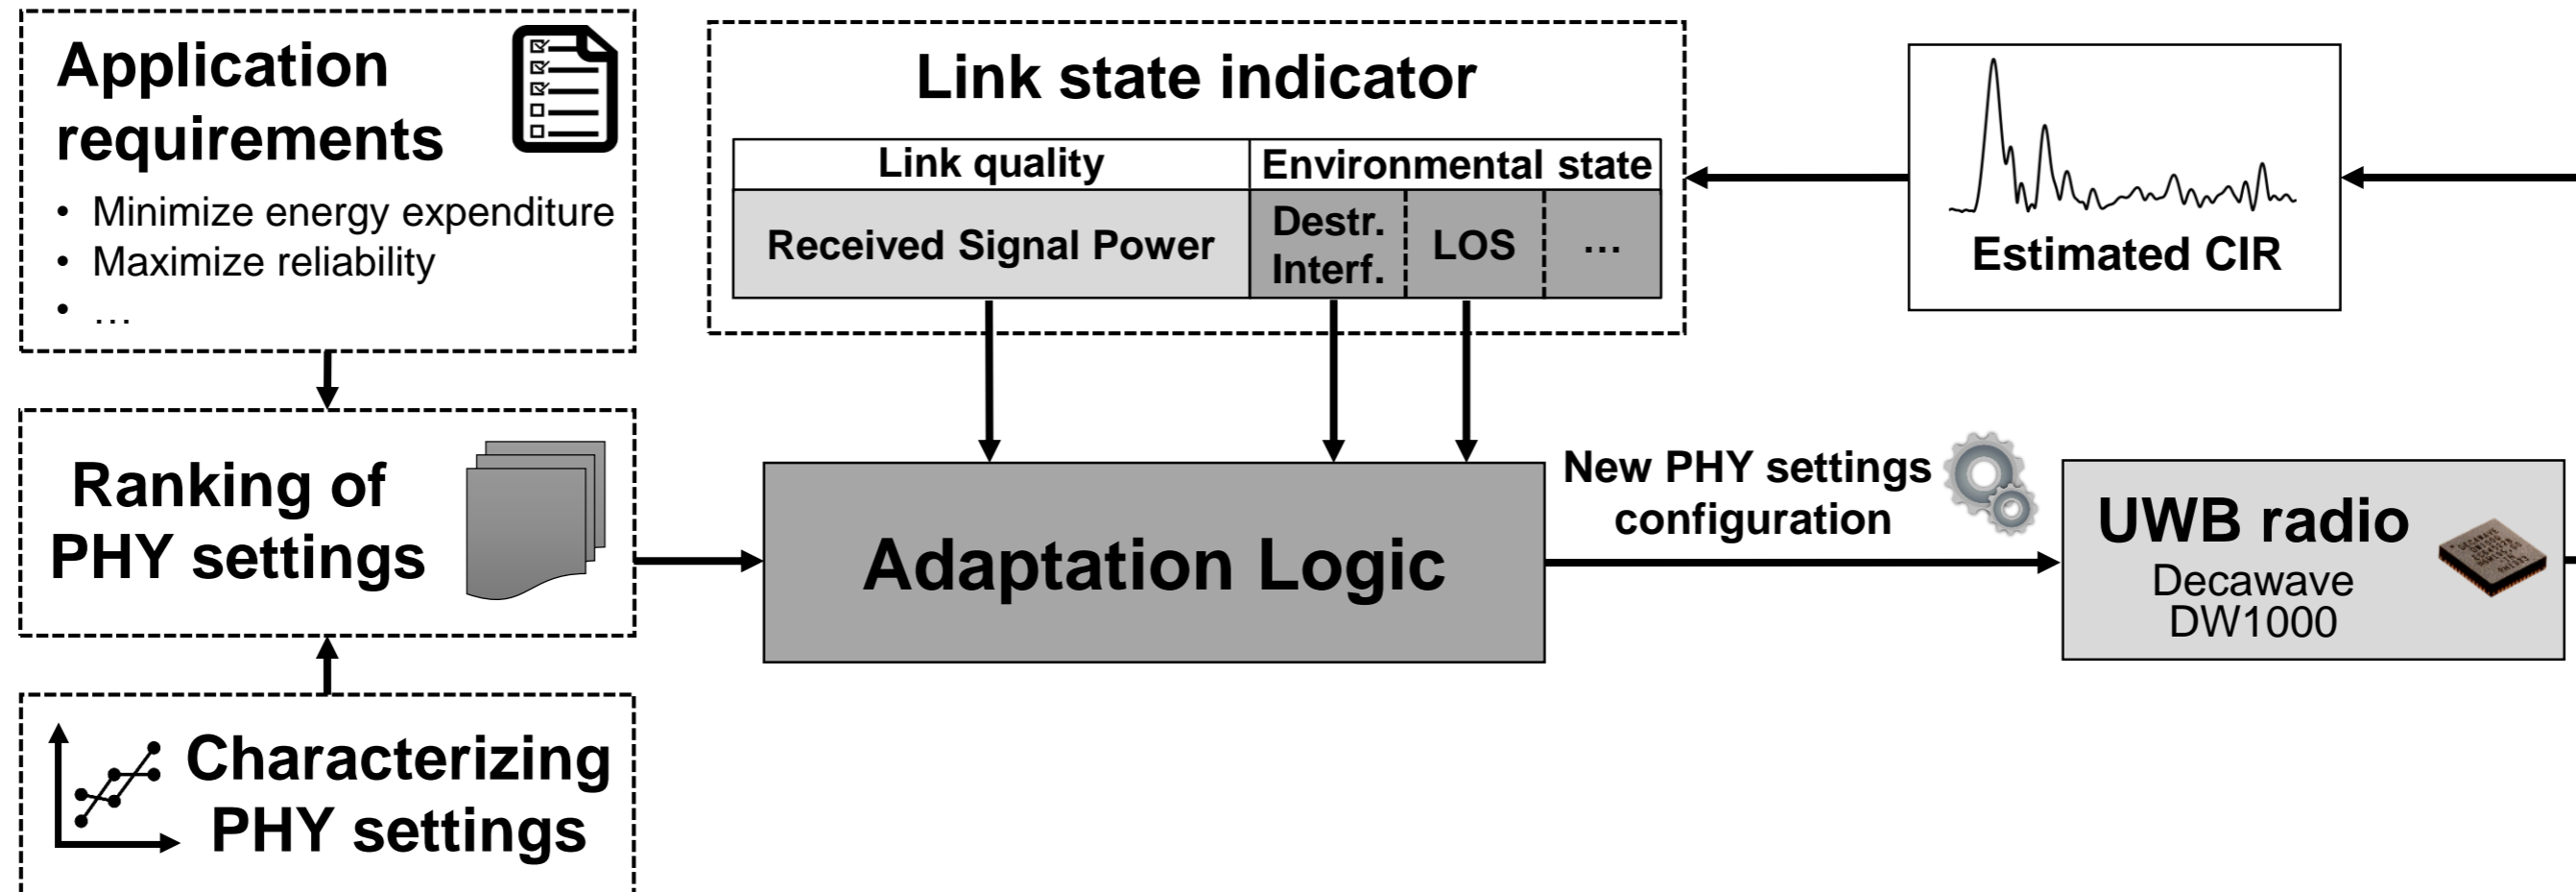 Application
requirements
• Minimize energy expenditure
• Maximize reliability
• …
Link state indicator
Link quality
Environmental state
Received Signal Power
Destr.
Interf.
LOS
…
Estimated CIR
Ranking of
PHY settings
Adaptation Logic
New PHY settings
configuration
UWB radio
Decawave
DW1000
Characterizing
PHY settings